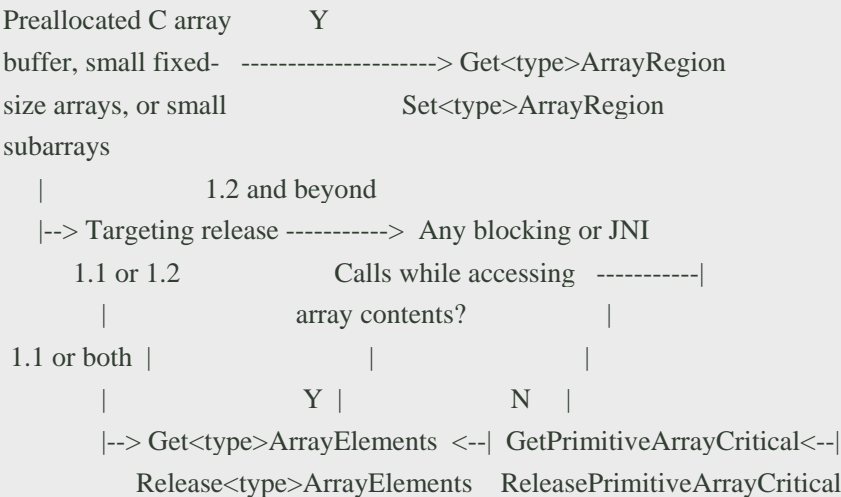 Preallocated C array Y
buffer, small fixed- ---------------------> Get<type>ArrayRegion
size arrays, or small Set<type>ArrayRegion
subarrays
| 1.2 and beyond
|--> Targeting release -----------> Any blocking or JNI
1.1 or 1.2 Calls while accessing -----------|
| array contents? |
1.1 or both | | |
| Y | N |
|--> Get<type>ArrayElements <--| GetPrimitiveArrayCritical<--|
Release<type>ArrayElements ReleasePrimitiveArrayCritical